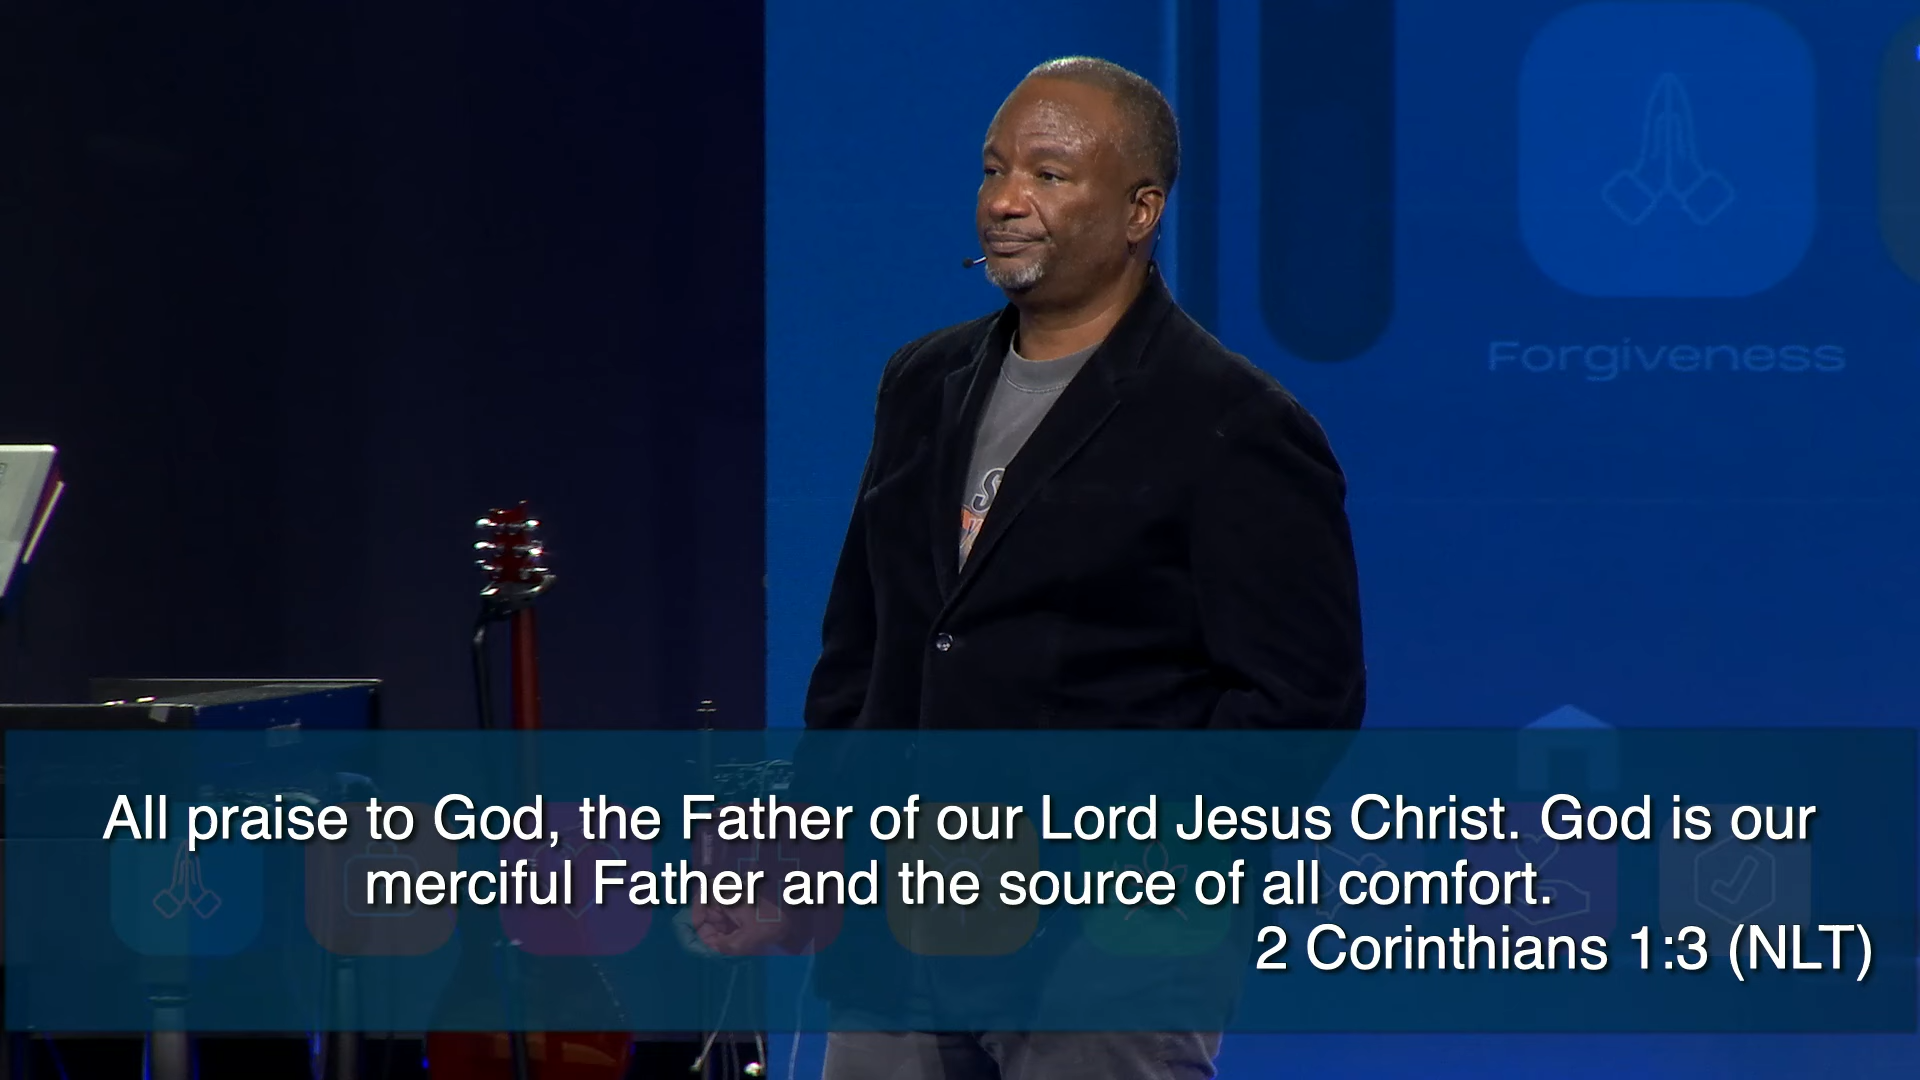 Forgiveness
All praise to God, the Father of our Lord Jesus Christ. God is our
merciful Father and the source of all comfort.
2 Corinthians 1:3 (NLT)